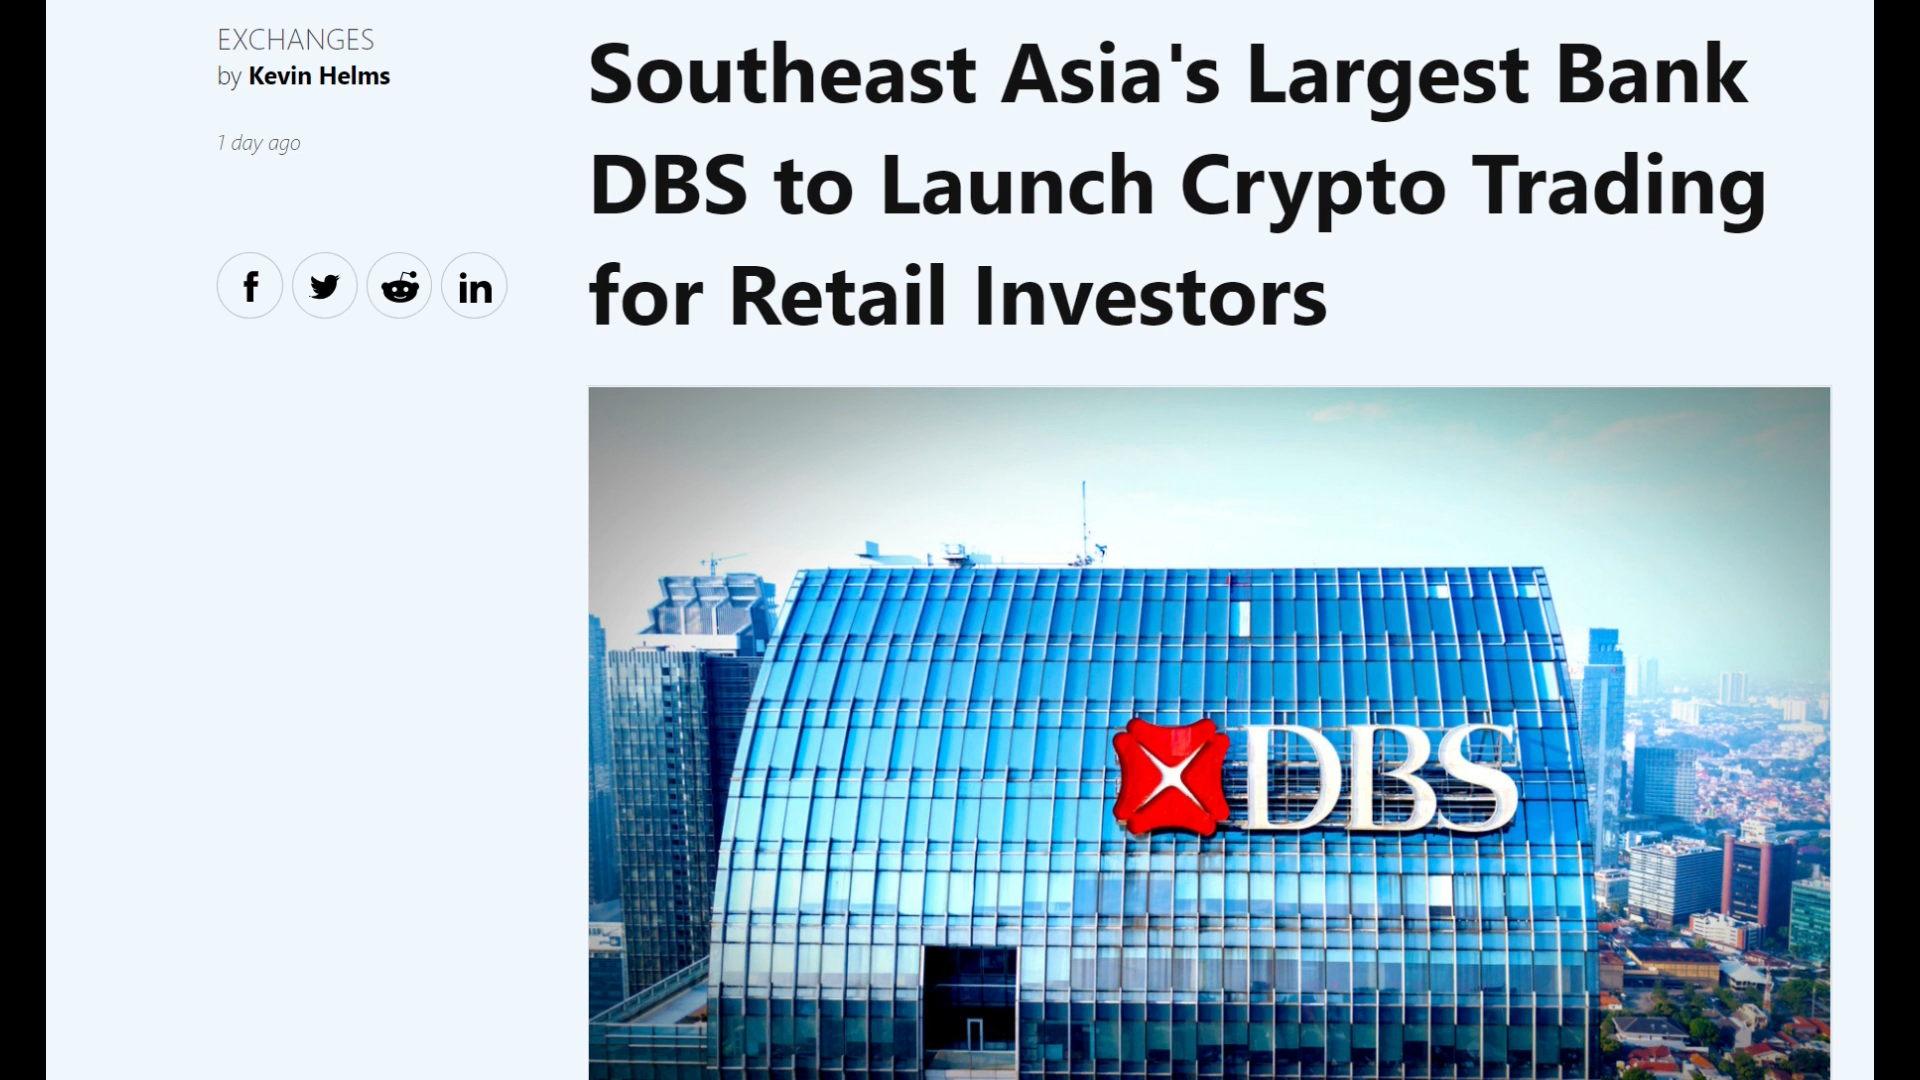 EXCHANGES
by Kevin Helms
1 day ago
Southeast Asia's Largest Bank
DBS to Launch Crypto Trading
for Retail Investors
DBS